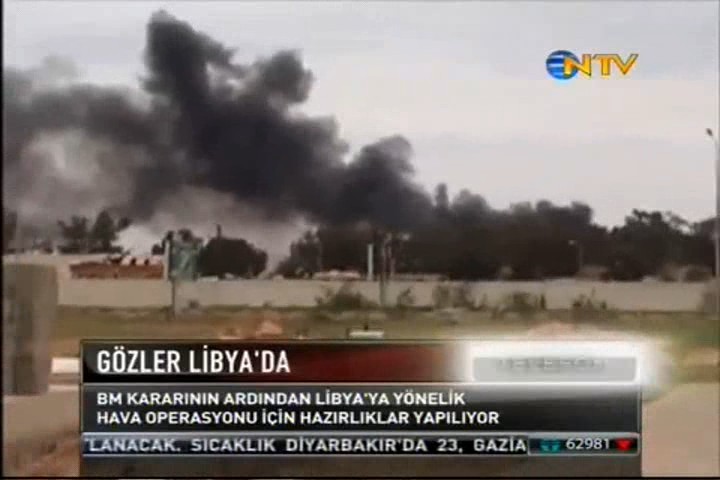 NTV
GÖZLER LİBYA'DA
TELEFON
BM KARARININ ARDINDAN LİBYA'YA YÖNELİK
HAVA OPERASYONU İÇİN HAZIRLIKLAR YAPILIYOR
'LANACAK. SICAKLIK DİYARBAKIR'DA 23, GAZİA 62981